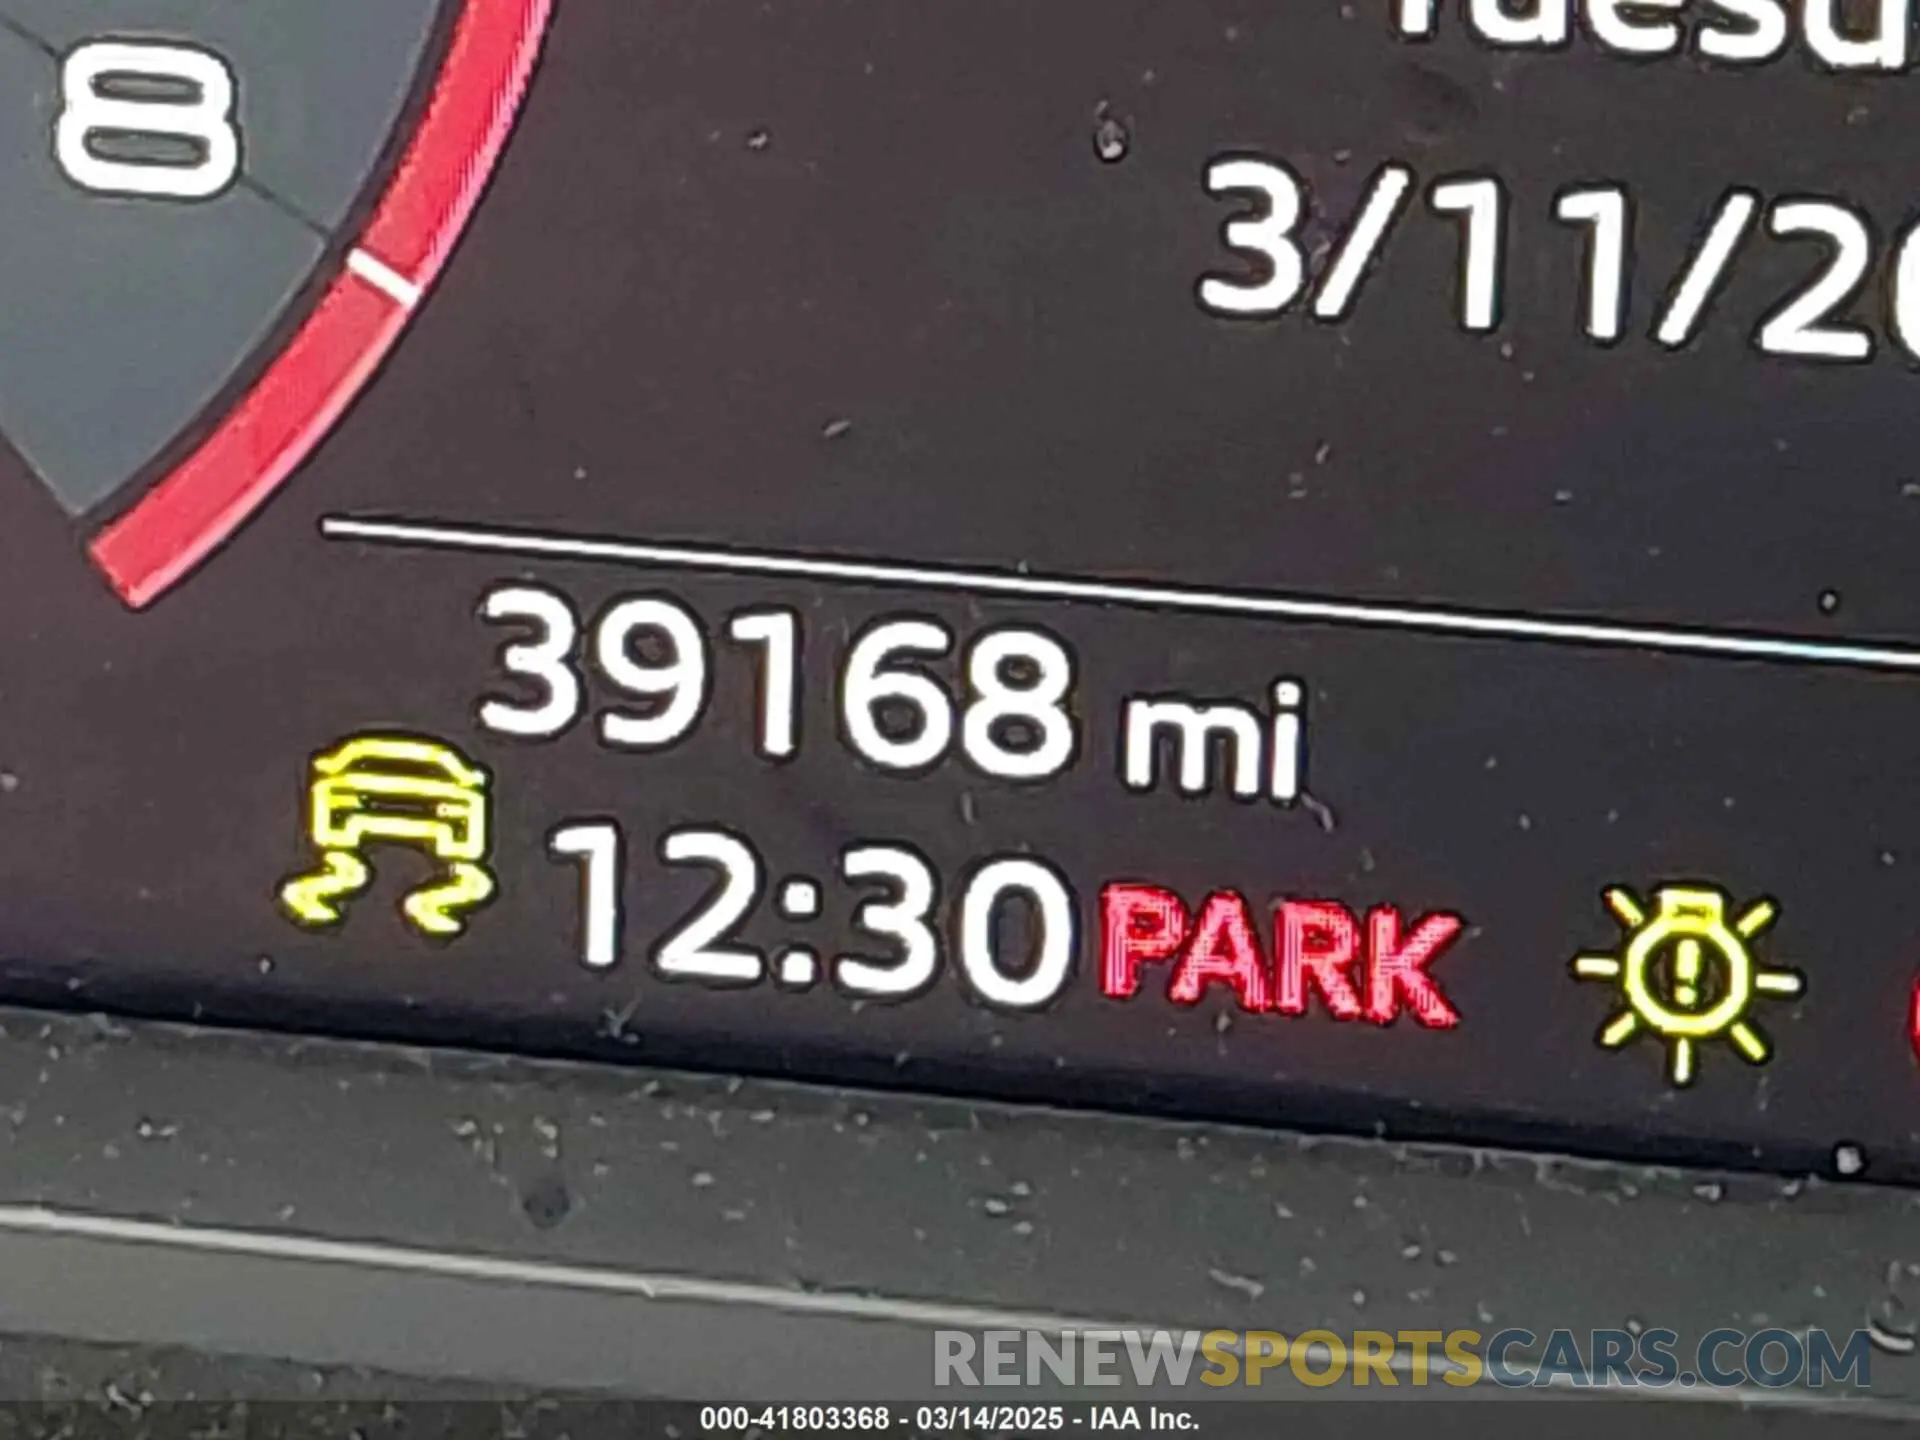 8
3/11/2
39168 mi
12:30 PARK
RENEWSPORTSCARS.COM
000-41803368 - 03/14/2025 - IAA Inc.